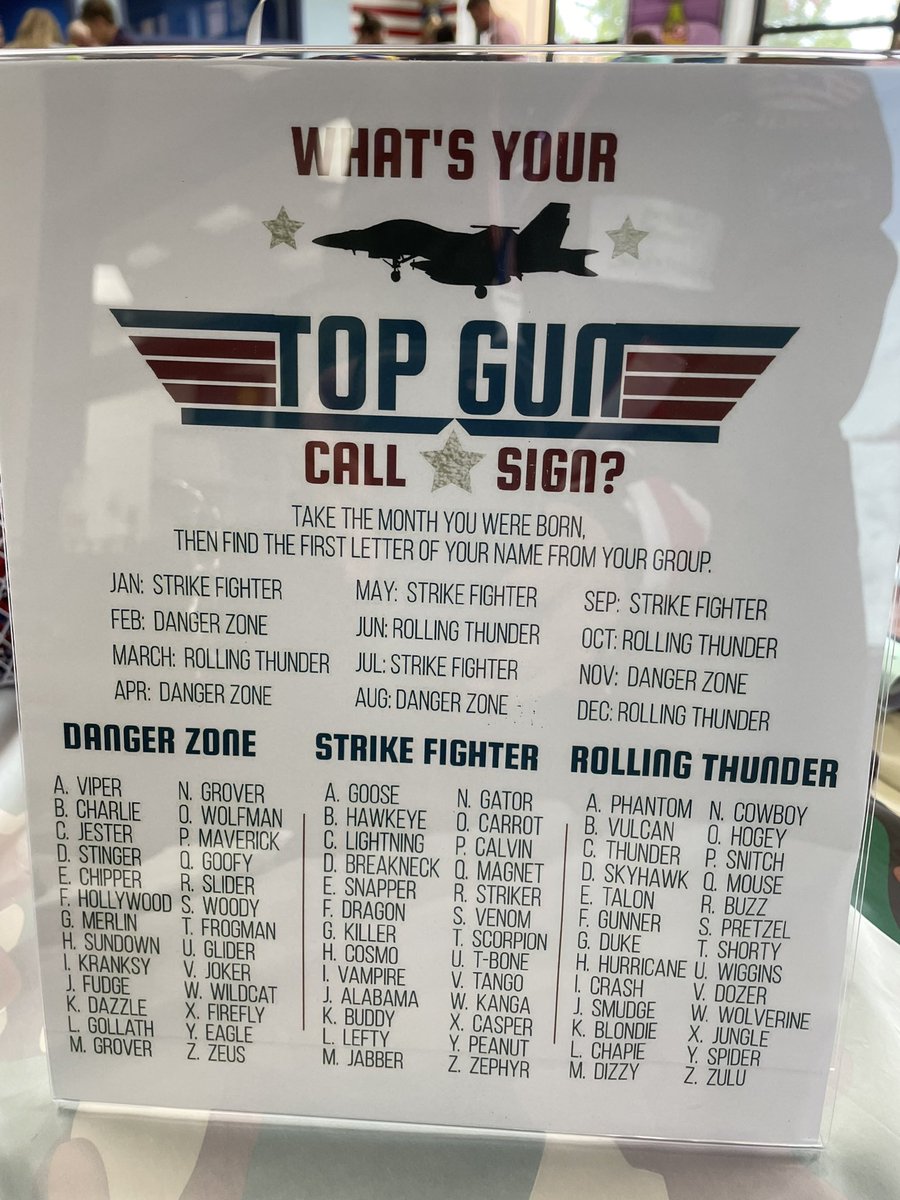 WHAT'S YOUR
TOP GUN
CALL SIGN?
TAKE THE MONTH YOU WERE BORN,
THEN FIND THE FIRST LETTER OF YOUR NAME FROM YOUR GROUP.
JAN: STRIKE FIGHTER
FEB: DANGER ZONE
MARCH: ROLLING THUNDER
APR: DANGER ZONE
MAY: STRIKE FIGHTER
JUN: ROLLING THUNDER
JUL: STRIKE FIGHTER
AUG: DANGER ZONE
SEP: STRIKE FIGHTER
OCT: ROLLING THUNDER
NOV: DANGER ZONE
DEC: ROLLING THUNDER
DANGER ZONE
A. VIPER
B. CHARLIE
C. JESTER
D. STINGER
E. CHIPPER
F. HOLLYWOOD
G. MERLIN
H. SUNDOWN
I. KRANKSY
J. FUDGE
K. DAZZLE
L. GOLLATH
M. GROVER
N. GROVER
O. WOLFMAN
P. MAVERICK
Q. GOOFY
R. SLIDER
S. WOODY
T. FROGMAN
U. GLIDER
V. JOKER
W. WILDCAT
X. FIREFLY
Y. EAGLE
Z. ZEUS
STRIKE FIGHTER
A. GOOSE
B. HAWKEYE
C. LIGHTNING
D. BREAKNECK
E. SNAPPER
F. DRAGON
G. KILLER
H. COSMO
I. VAMPIRE
J. ALABAMA
K. BUDDY
L. LEFTY
M. JABBER
N. GATOR
O. CARROT
P. CALVIN
Q. MAGNET
R. STRIKER
S. VENOM
T. SCORPION
U. T-BONE
V. TANGO
W. KANGA
X. CASPER
Y. PEANUT
Z. ZEPHYR
ROLLING THUNDER
A. PHANTOM
B. VULCAN
C. THUNDER
D. SKYHAWK
E. TALON
F. GUNNER
G. DUKE
H. HURRICANE
I. CRASH
J. SMUDGE
K. BLONDIE
L. CHAPIE
M. DIZZY
N. COWBOY
O. HOGEY
P. SNITCH
Q. MOUSE
R. BUZZ
S. PRETZEL
T. SHORTY
U. WIGGINS
V. DOZER
W. WOLVERINE
X. JUNGLE
Y. SPIDER
Z. ZULU